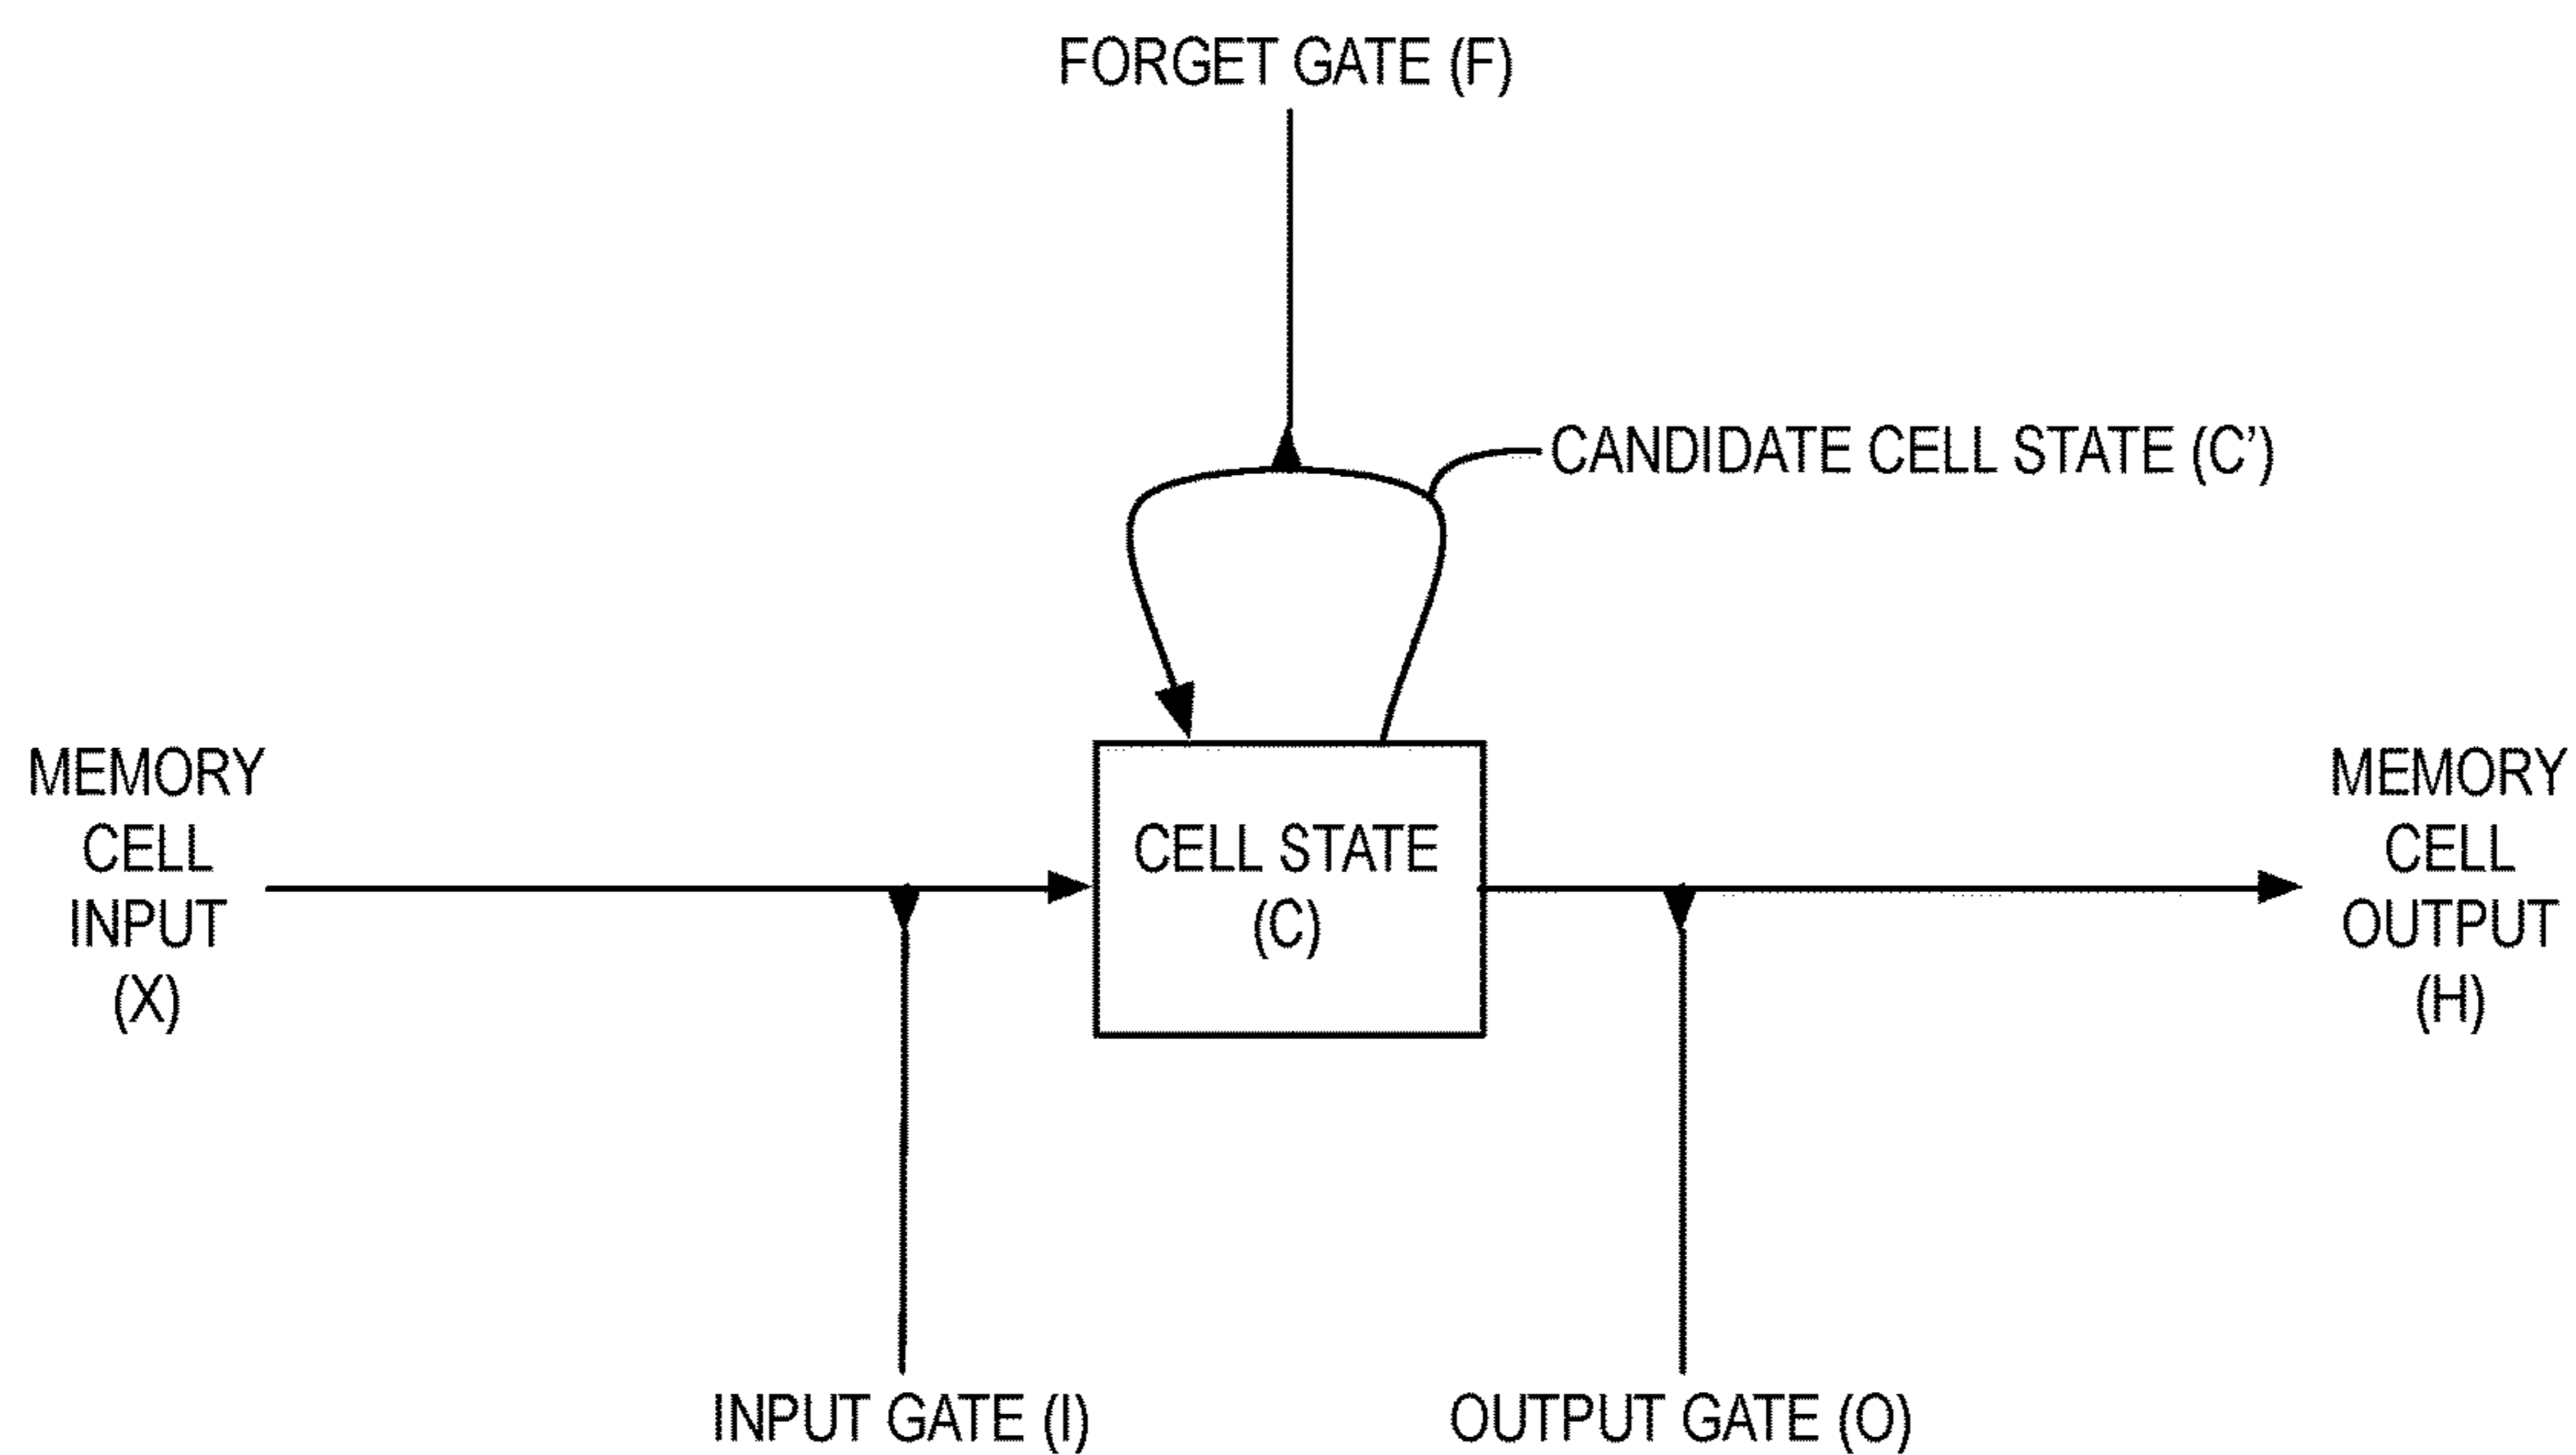 FORGET GATE (F)
CANDIDATE CELL STATE (C’)
MEMORY
CELL
INPUT
(X)
CELL STATE
(C)
MEMORY
CELL
OUTPUT
(H)
INPUT GATE (I)
OUTPUT GATE (O)